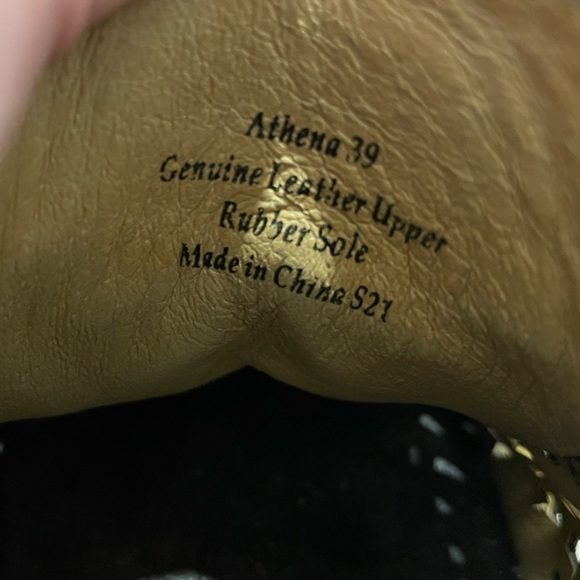 Athena 39
Genuine Leather Upper
Rubber Sole
Made in China S21